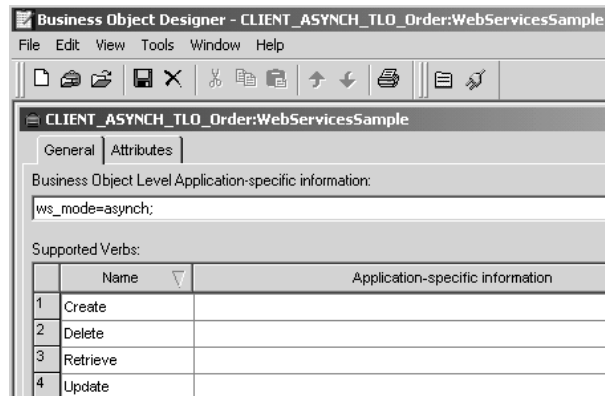 Business Object Designer - CLIENT_ASYNCH_TLO_Order:WebServicesSample
File Edit View Tools Window Help
CLIENT_ASYNCH_TLO_Order:WebServicesSample
General Attributes
Business Object Level Application-specific information:
ws_mode=asynch;
Supported Verbs:
Name Application-specific information
1 Create
2 Delete
3 Retrieve
4 Update